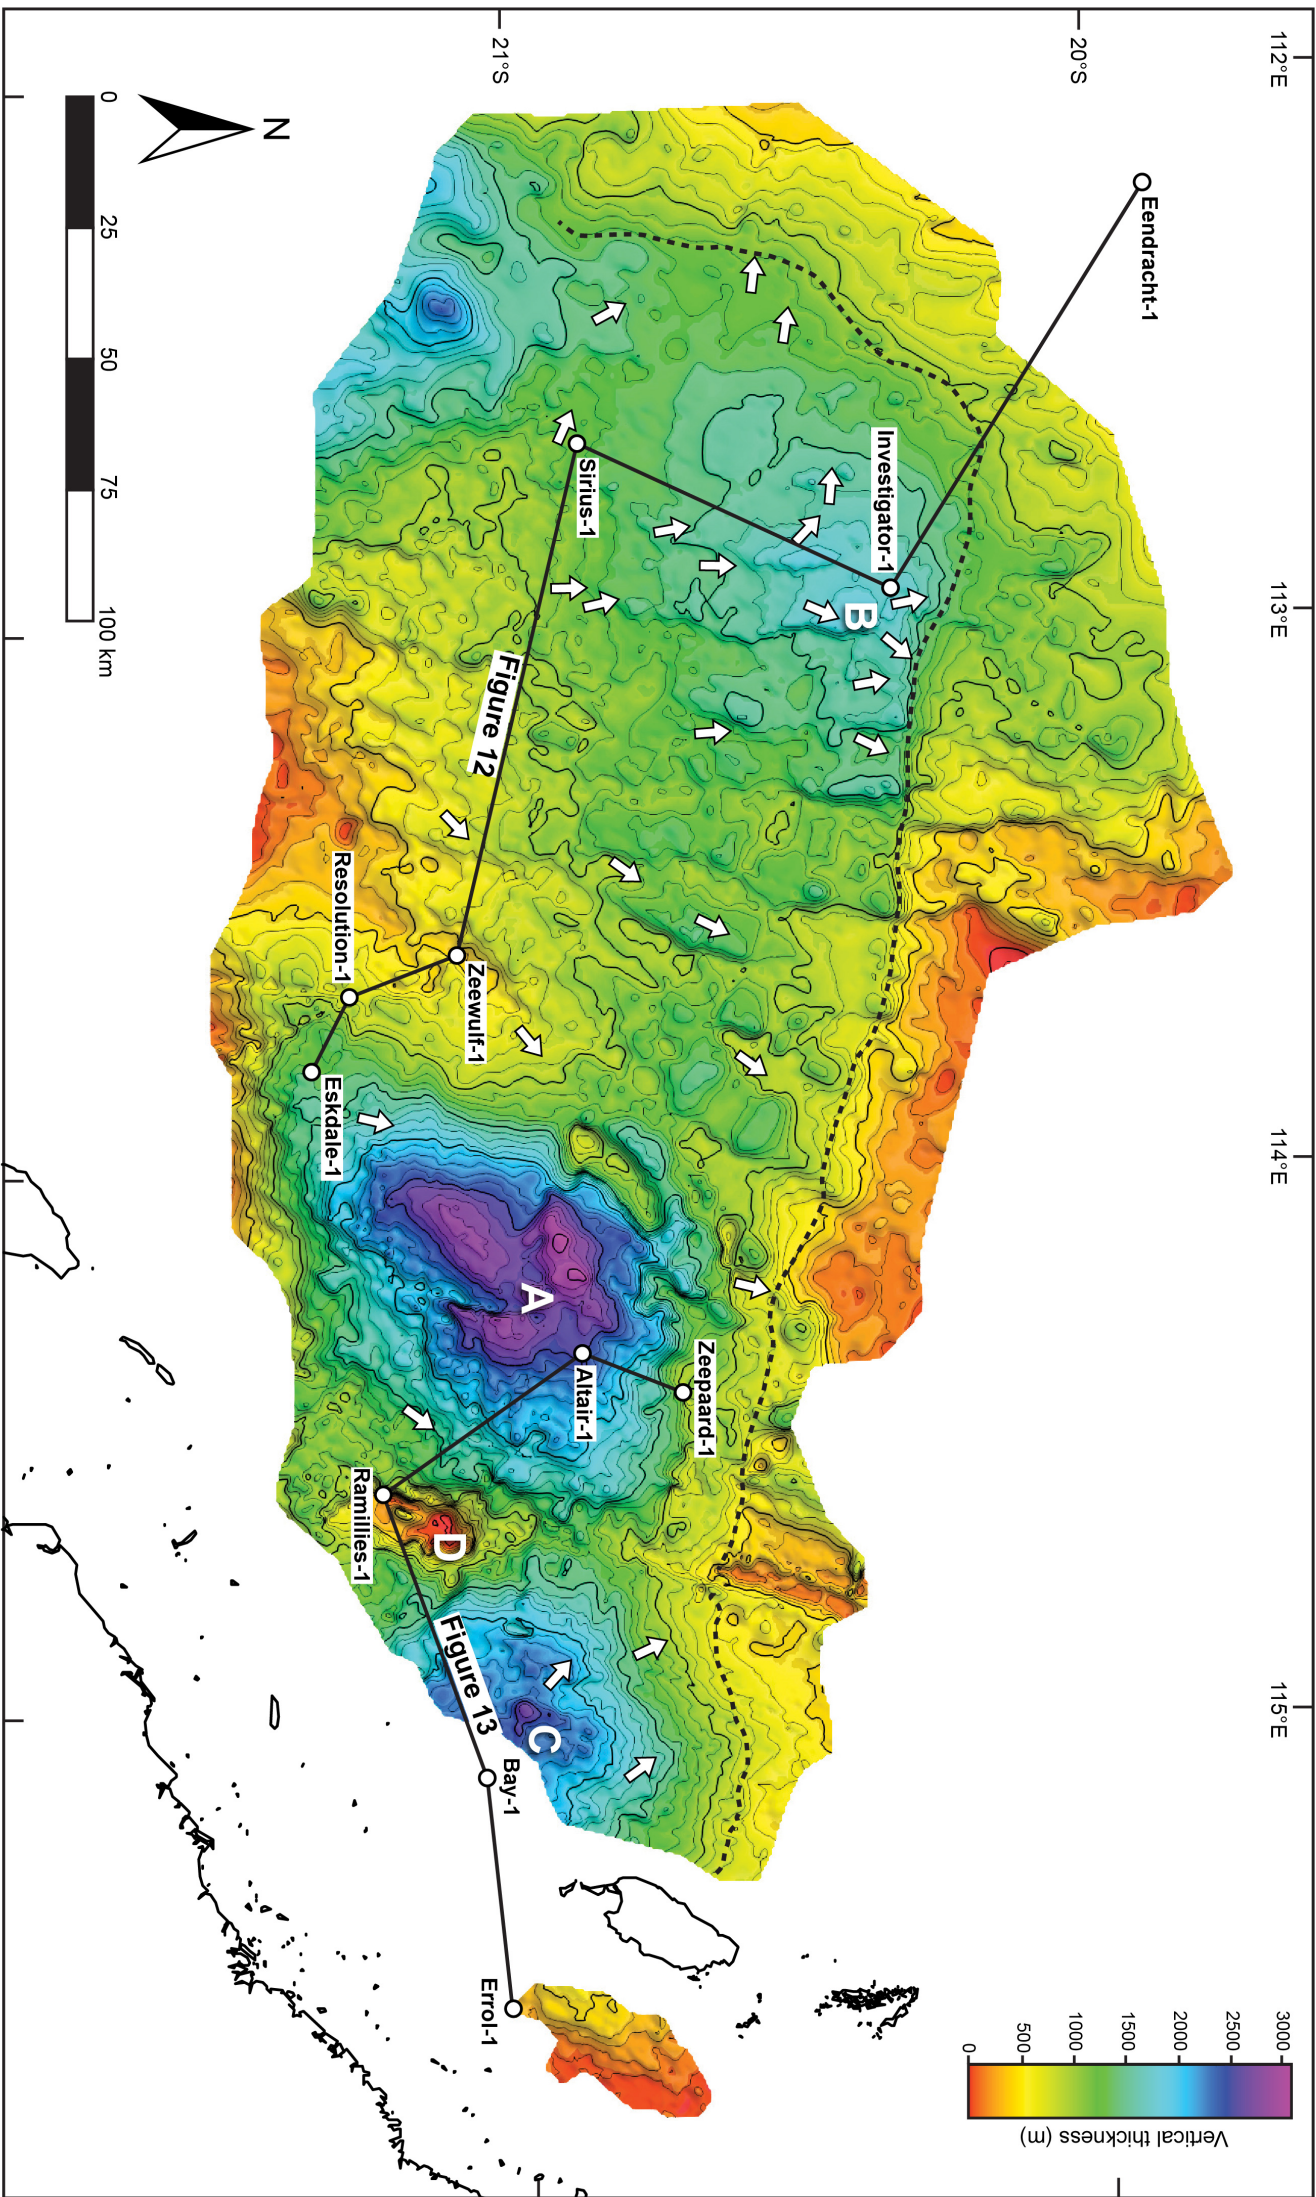 112°E
113°E
114°E
115°E
20°S
21°S
Eendracht-1
Investigator-1
B
Sirius-1
Figure 12
Zeewulf-1
Resolution-1
Eskdale-1
A
Altair-1
Zeepaard-1
Ramillies-1
D
Figure 13
C
Bay-1
Errol-1
3000
2500
2000
1500
1000
500
0
Vertical thickness (m)
N
0 25 50 75 100 km